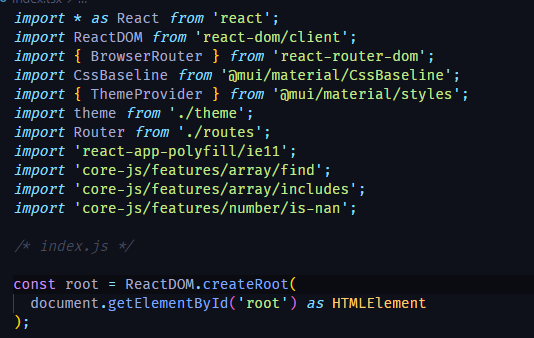 index.tsx / ...
import * as React from 'react';
import ReactDOM from 'react-dom/client';
import { BrowserRouter } from 'react-router-dom';
import CssBaseline from '@mui/material/CssBaseline';
import { ThemeProvider } from '@mui/material/styles';
import theme from './theme';
import Router from './routes';
import 'react-app-polyfill/ie11';
import 'core-js/features/array/find';
import 'core-js/features/array/includes';
import 'core-js/features/number/is-nan';
/* index.js */
const root = ReactDOM.createRoot(
  document.getElementById('root') as HTMLElement
);